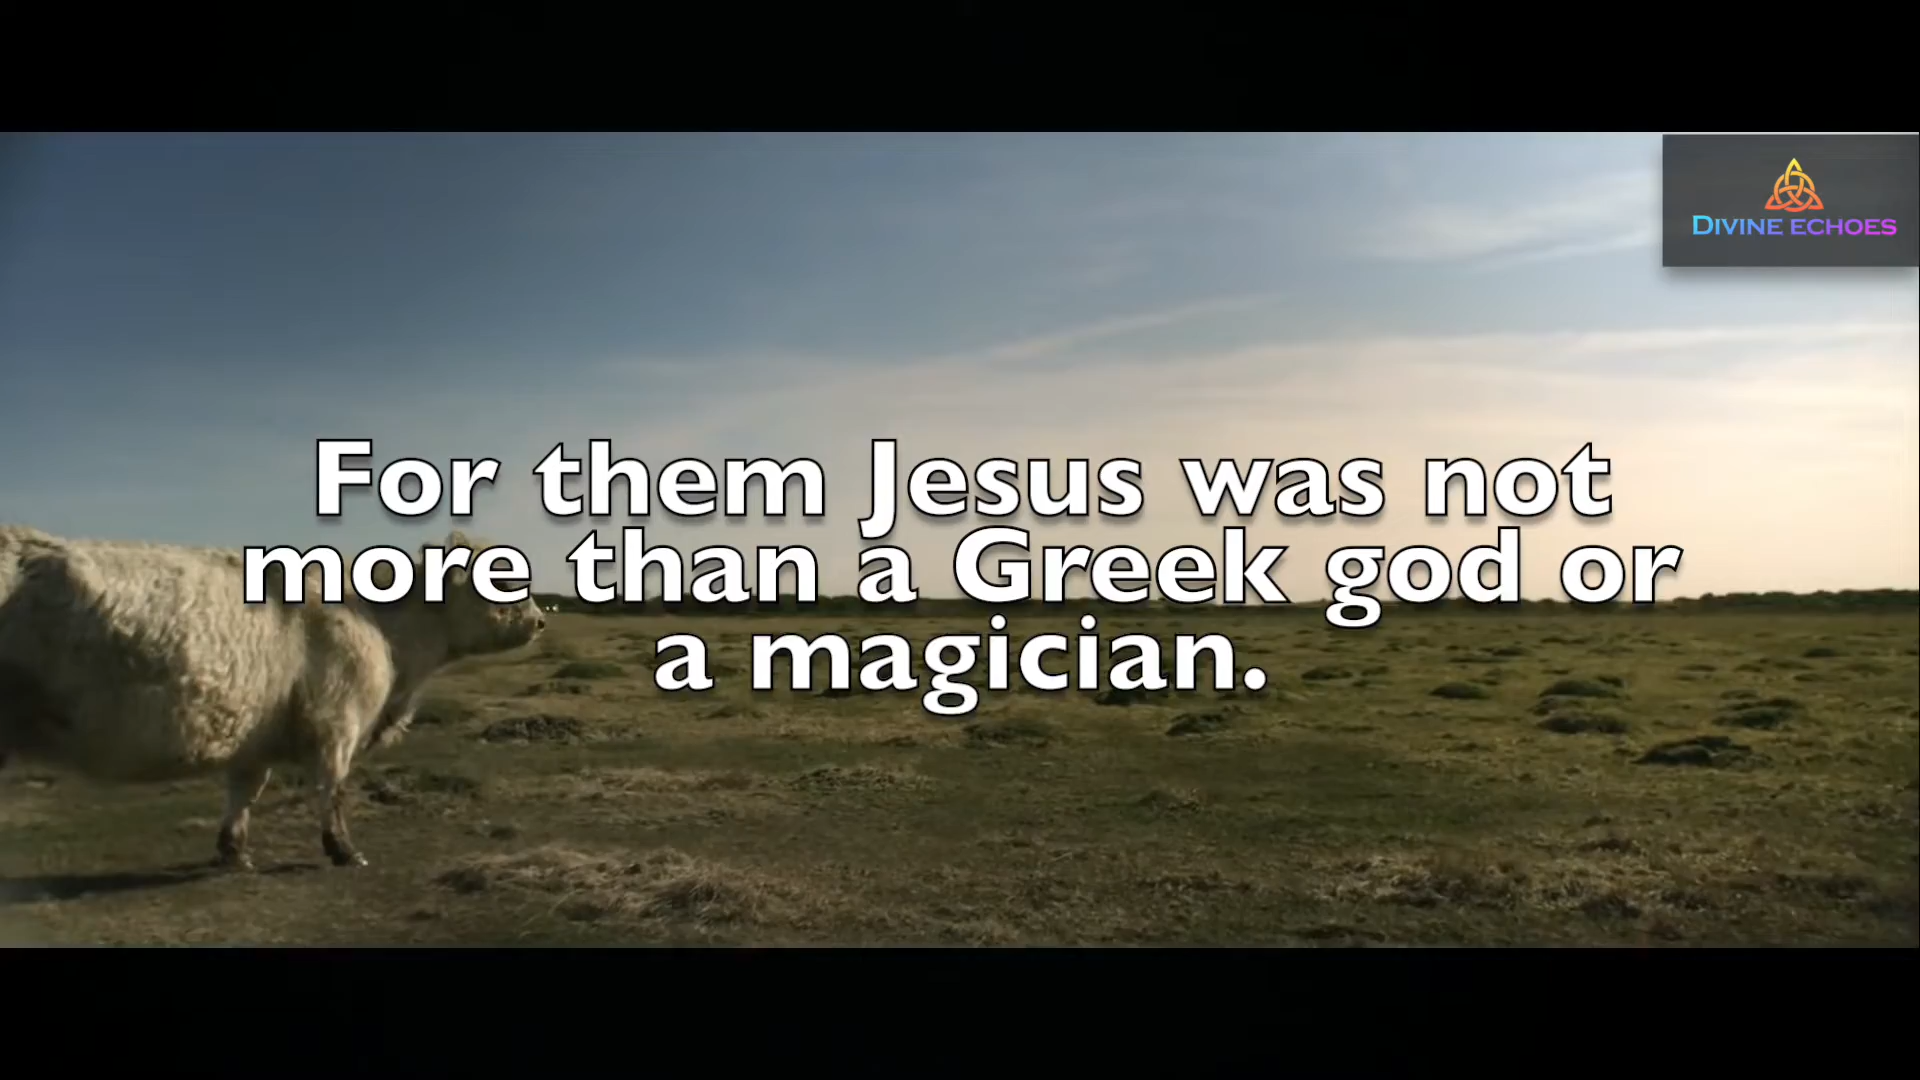 DIVINE ECHOES
For them Jesus was not
more than a Greek god or
a magician.